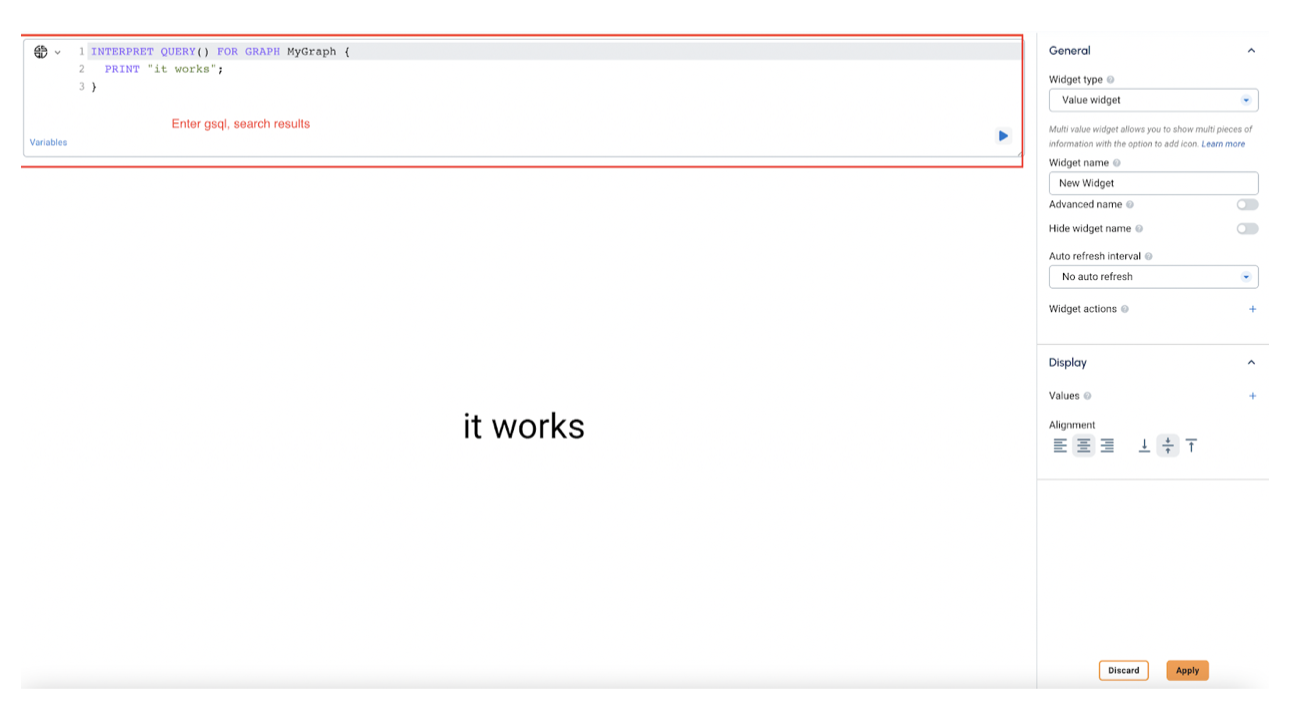 1 INTERPRET QUERY() FOR GRAPH MyGraph {
2 PRINT "it works";
3 }
Enter gsql, search results
Variables
it works
General
Widget type
Value widget
Multi value widget allows you to show multi pieces of
information with the option to add icon. Learn more
Widget name
New Widget
Advanced name
Hide widget name
Auto refresh interval
No auto refresh
Widget actions
Display
Values
Alignment
Discard
Apply